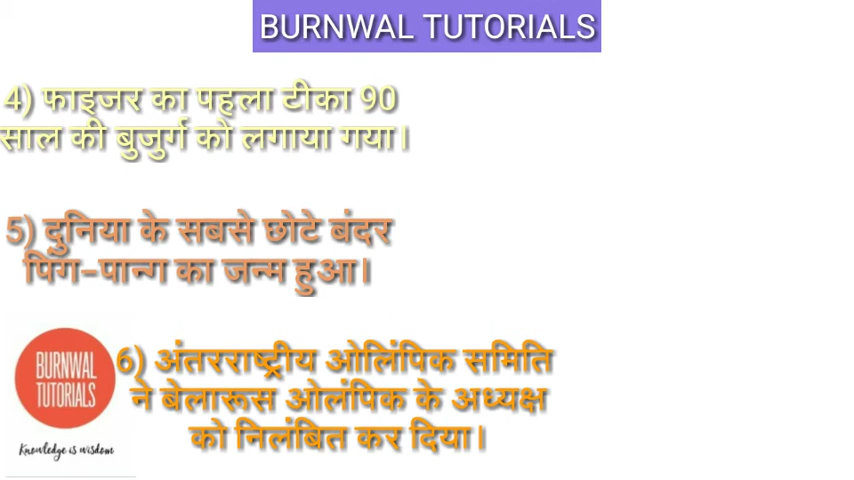 BURNWAL TUTORIALS
4) फाइजर का पहला टीका 90
साल की बुजुर्ग को लगाया गया।
5) दुनिया के सबसे छोटे बंदर
पिंग-पान्ग का जन्म हुआ।
6) अंतरराष्ट्रीय ओलिंपिक समिति
ने बेलारूस ओलंपिक के अध्यक्ष
को निलंबित कर दिया।
BURNWAL
TUTORIALS
Knowledge is wisdom